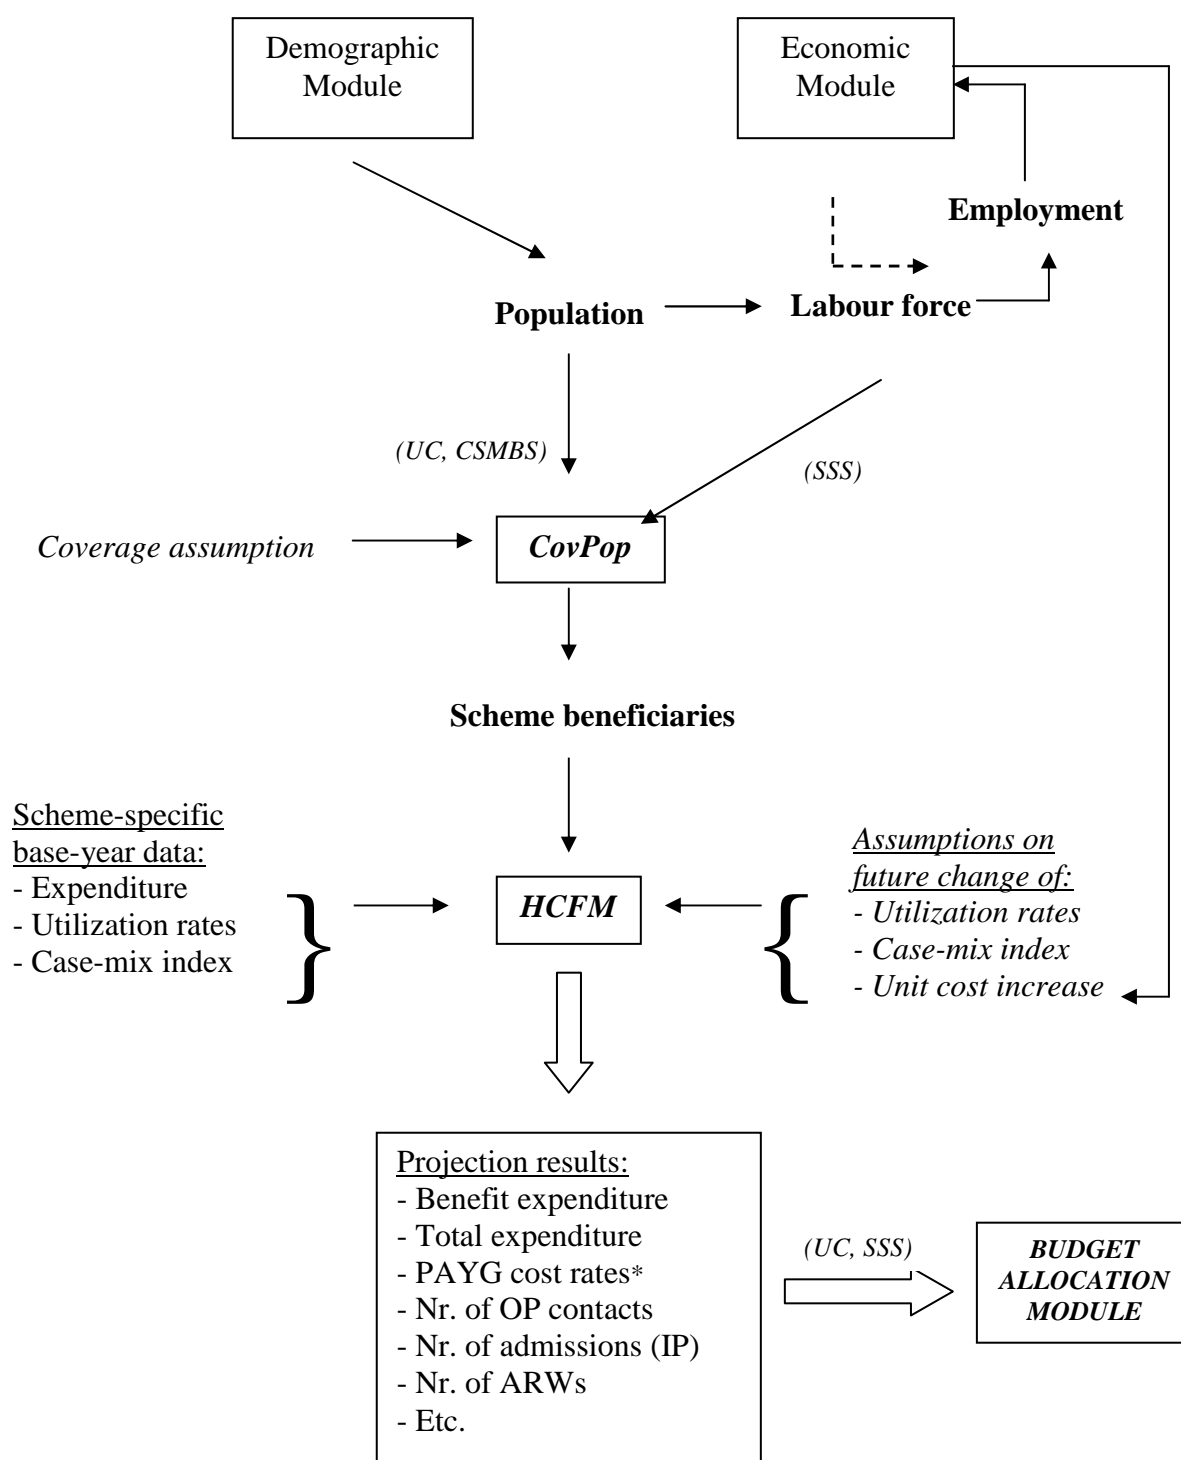 Demographic
Module
Economic
Module
Employment
Population
Labour force
(UC, CSMBS)
(SSS)
Coverage assumption
CovPop
Scheme beneficiaries
Scheme-specific
base-year data:
- Expenditure
- Utilization rates
- Case-mix index
}
HCFM
{
Assumptions on
future change of:
- Utilization rates
- Case-mix index
- Unit cost increase
Projection results:
- Benefit expenditure
- Total expenditure
- PAYG cost rates*
- Nr. of OP contacts
- Nr. of admissions (IP)
- Nr. of ARWs
- Etc.
(UC, SSS)
BUDGET
ALLOCATION
MODULE